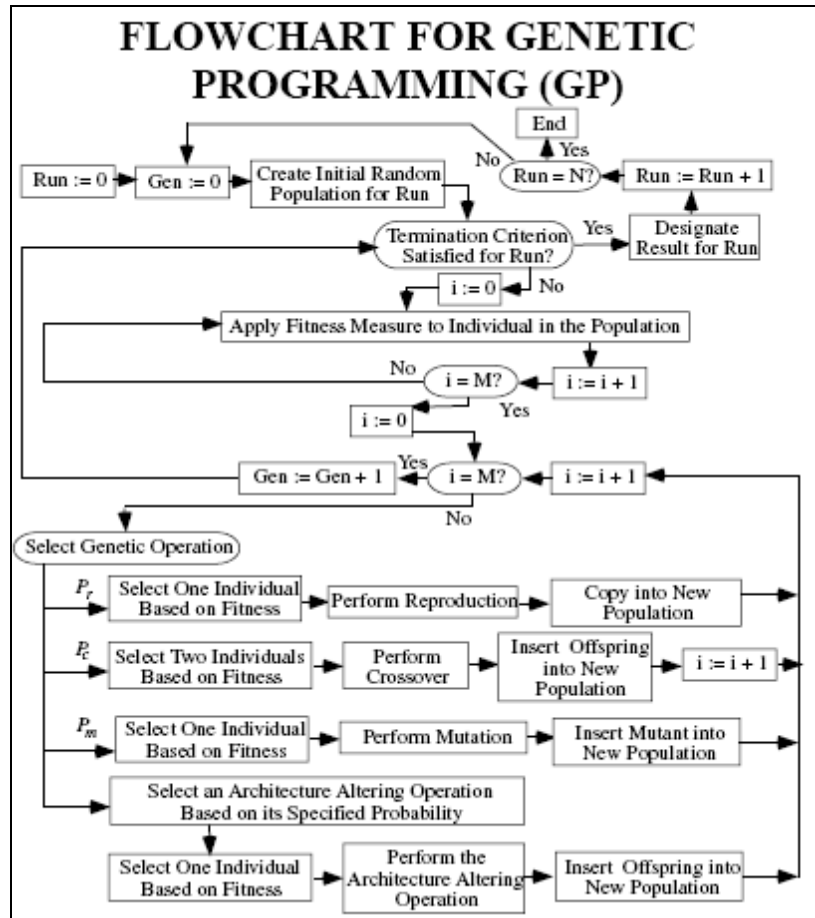 FLOWCHART FOR GENETIC
PROGRAMMING (GP)
End
No
Yes
Run := 0
Gen := 0
Create Initial Random
Population for Run
Run = N?
Run := Run + 1
Termination Criterion
Satisfied for Run?
Yes
Designate
Result for Run
i := 0
No
Apply Fitness Measure to Individual in the Population
No
i = M?
i := i + 1
i := 0
Yes
Gen := Gen + 1
Yes
i = M?
i := i + 1
No
Select Genetic Operation
Pr
Select One Individual
Based on Fitness
Perform Reproduction
Copy into New
Population
Pc
Select Two Individuals
Based on Fitness
Perform
Crossover
Insert Offspring
into New
Population
i := i + 1
Pm
Select One Individual
Based on Fitness
Perform Mutation
Insert Mutant into
New Population
Select an Architecture Altering Operation
Based on its Specified Probability
Select One Individual
Based on Fitness
Perform the
Architecture Altering
Operation
Insert Offspring into
New Population